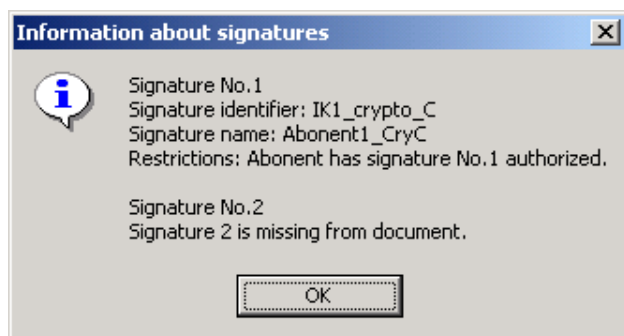 Information about signatures
Signature No.1
Signature identifier: IK1_crypto_C
Signature name: Abonent1_CryC
Restrictions: Abonent has signature No.1 authorized.
Signature No.2
Signature 2 is missing from document.
OK